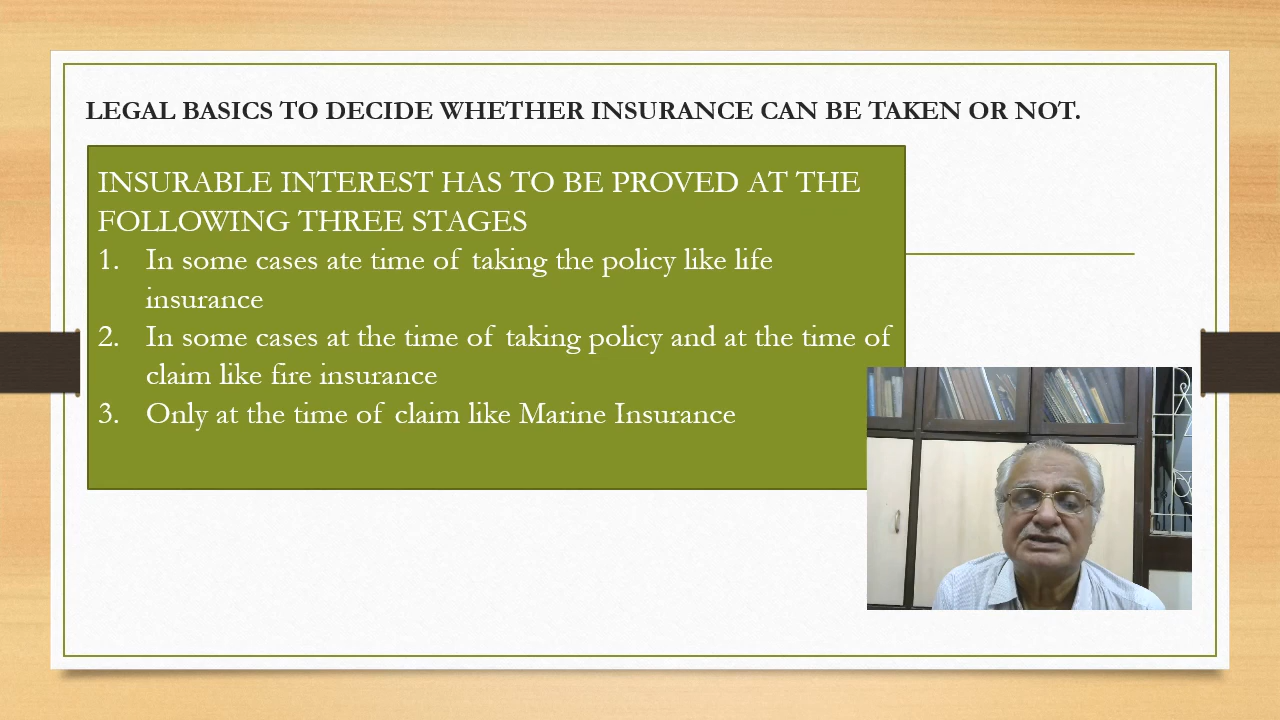 LEGAL BASICS TO DECIDE WHETHER INSURANCE CAN BE TAKEN OR NOT.
INSURABLE INTEREST HAS TO BE PROVED AT THE
FOLLOWING THREE STAGES
1. In some cases ate time of taking the policy like life
insurance
2. In some cases at the time of taking policy and at the time of
claim like fire insurance
3. Only at the time of claim like Marine Insurance